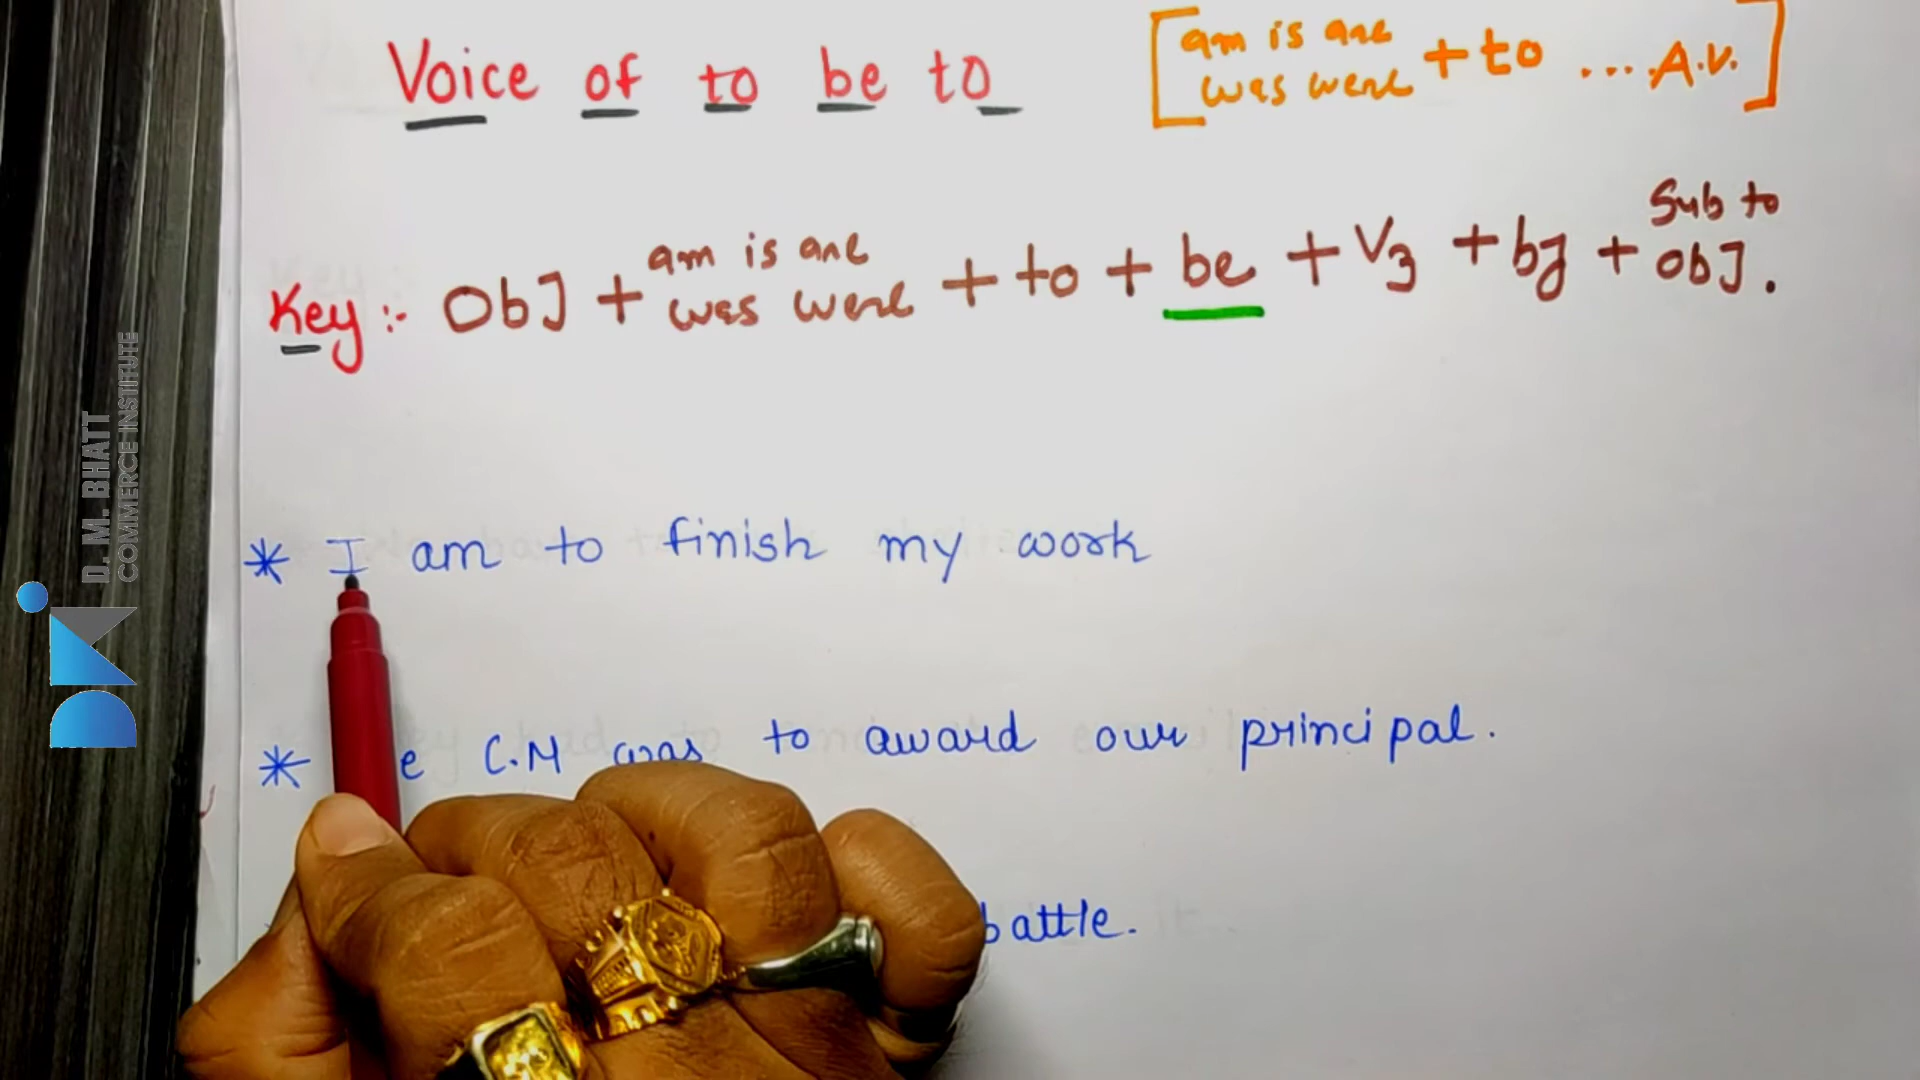 Voice of to be to
[am is are
was were + to ... A.V.]
Key :- Obj + am is are
was were + to + be + V3 + by + Sub to
obj.
* I am to finish my work
* e C.M was to award our principal.
battle.
D. M. BHATT
COMMERCE INSTITUTE